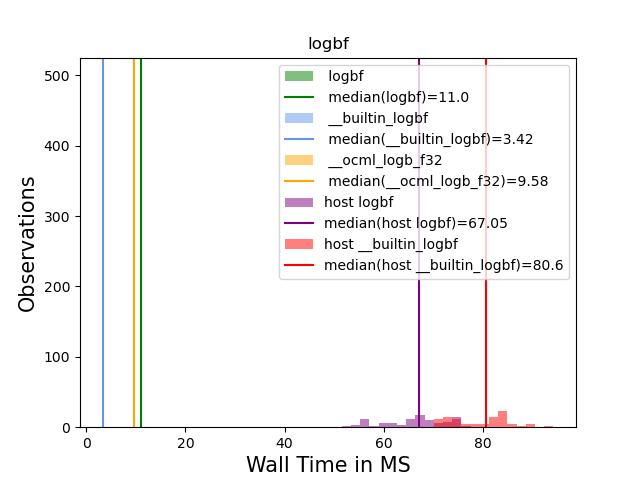 logbf
500
400
300
200
100
0
Observations
logbf
median(logbf)=11.0
__builtin_logbf
median(__builtin_logbf)=3.42
__ocml_logb_f32
median(__ocml_logb_f32)=9.58
host logbf
median(host logbf)=67.05
host __builtin_logbf
median(host __builtin_logbf)=80.6
0 20 40 60 80
Wall Time in MS